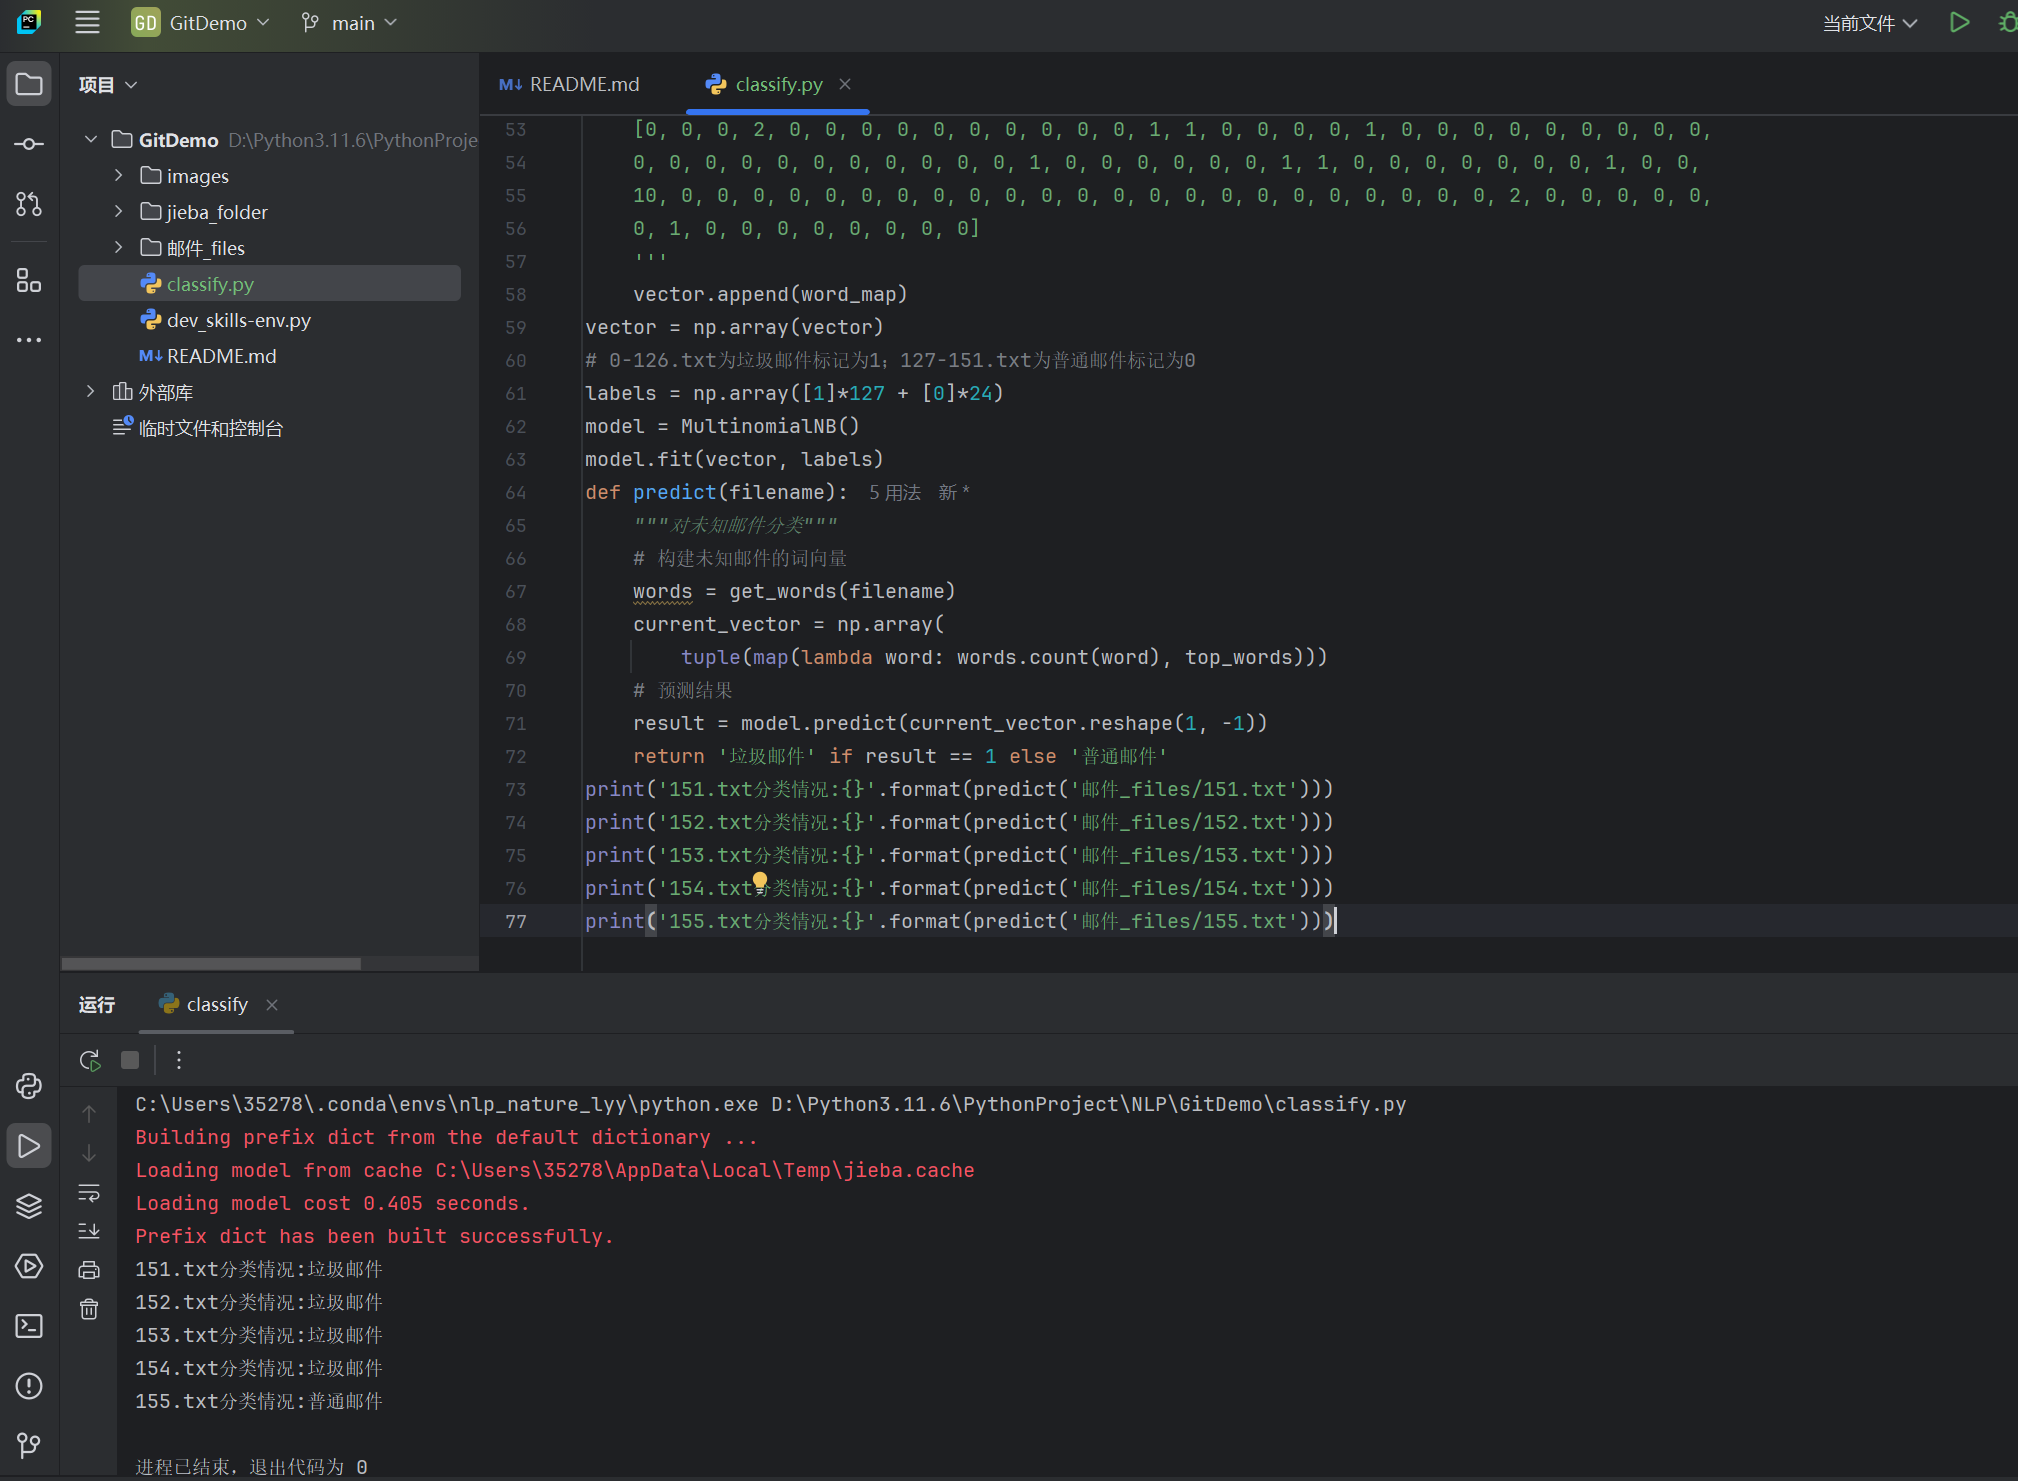 GD GitDemo main 当前文件
项目
README.md classify.py
GitDemo D:\Python3.11.6\PythonProje
images
jieba_folder
邮件_files
classify.py
dev_skills-env.py
README.md
外部库
临时文件和控制台
53 [0, 0, 0, 2, 0, 0, 0, 0, 0, 0, 0, 0, 0, 0, 1, 1, 0, 0, 0, 0, 1, 0, 0, 0, 0, 0, 0, 0, 0, 0,
54 0, 0, 0, 0, 0, 0, 0, 0, 0, 0, 0, 1, 0, 0, 0, 0, 0, 0, 1, 1, 0, 0, 0, 0, 0, 0, 0, 1, 0, 0,
55 10, 0, 0, 0, 0, 0, 0, 0, 0, 0, 0, 0, 0, 0, 0, 0, 0, 0, 0, 0, 0, 0, 0, 0, 2, 0, 0, 0, 0, 0,
56 0, 1, 0, 0, 0, 0, 0, 0, 0, 0]
57 '''
58 vector.append(word_map)
59 vector = np.array(vector)
60 # 0-126.txt为垃圾邮件标记为1；127-151.txt为普通邮件标记为0
61 labels = np.array([1]*127 + [0]*24)
62 model = MultinomialNB()
63 model.fit(vector, labels)
64 def predict(filename): 5 用法 新 *
65 """对未知邮件分类"""
66 # 构建未知邮件的词向量
67 words = get_words(filename)
68 current_vector = np.array(
69 tuple(map(lambda word: words.count(word), top_words)))
70 # 预测结果
71 result = model.predict(current_vector.reshape(1, -1))
72 return '垃圾邮件' if result == 1 else '普通邮件'
73 print('151.txt分类情况:{}'.format(predict('邮件_files/151.txt')))
74 print('152.txt分类情况:{}'.format(predict('邮件_files/152.txt')))
75 print('153.txt分类情况:{}'.format(predict('邮件_files/153.txt')))
76 print('154.txt分类情况:{}'.format(predict('邮件_files/154.txt')))
77 print('155.txt分类情况:{}'.format(predict('邮件_files/155.txt')))
运行 classify
C:\Users\35278\.conda\envs\nlp_nature_lyy\python.exe D:\Python3.11.6\PythonProject\NLP\GitDemo\classify.py
Building prefix dict from the default dictionary ...
Loading model from cache C:\Users\35278\AppData\Local\Temp\jieba.cache
Loading model cost 0.405 seconds.
Prefix dict has been built successfully.
151.txt分类情况:垃圾邮件
152.txt分类情况:垃圾邮件
153.txt分类情况:垃圾邮件
154.txt分类情况:垃圾邮件
155.txt分类情况:普通邮件
进程已结束，退出代码为 0